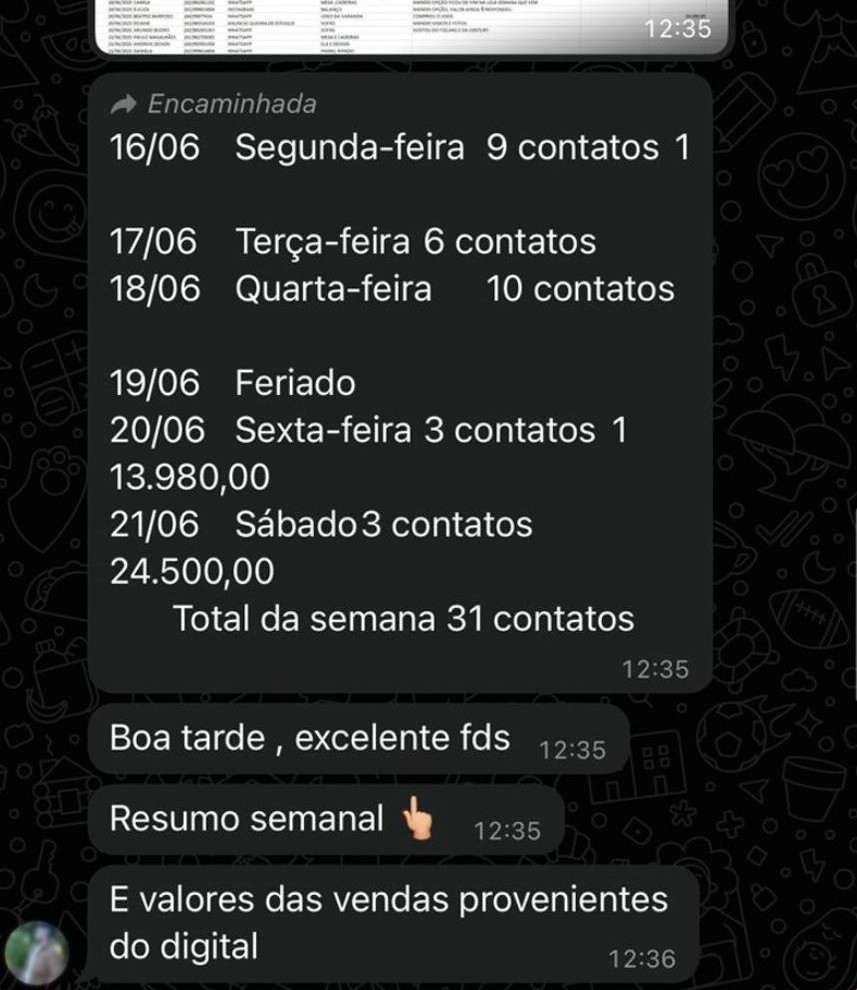 12:35
Encaminhada
16/06 Segunda-feira 9 contatos 1
17/06 Terça-feira 6 contatos
18/06 Quarta-feira 10 contatos
19/06 Feriado
20/06 Sexta-feira 3 contatos 1
13.980,00
21/06 Sábado 3 contatos
24.500,00
Total da semana 31 contatos
12:35
Boa tarde , excelente fds 12:35
Resumo semanal 👆 12:35
E valores das vendas provenientes
do digital 12:36